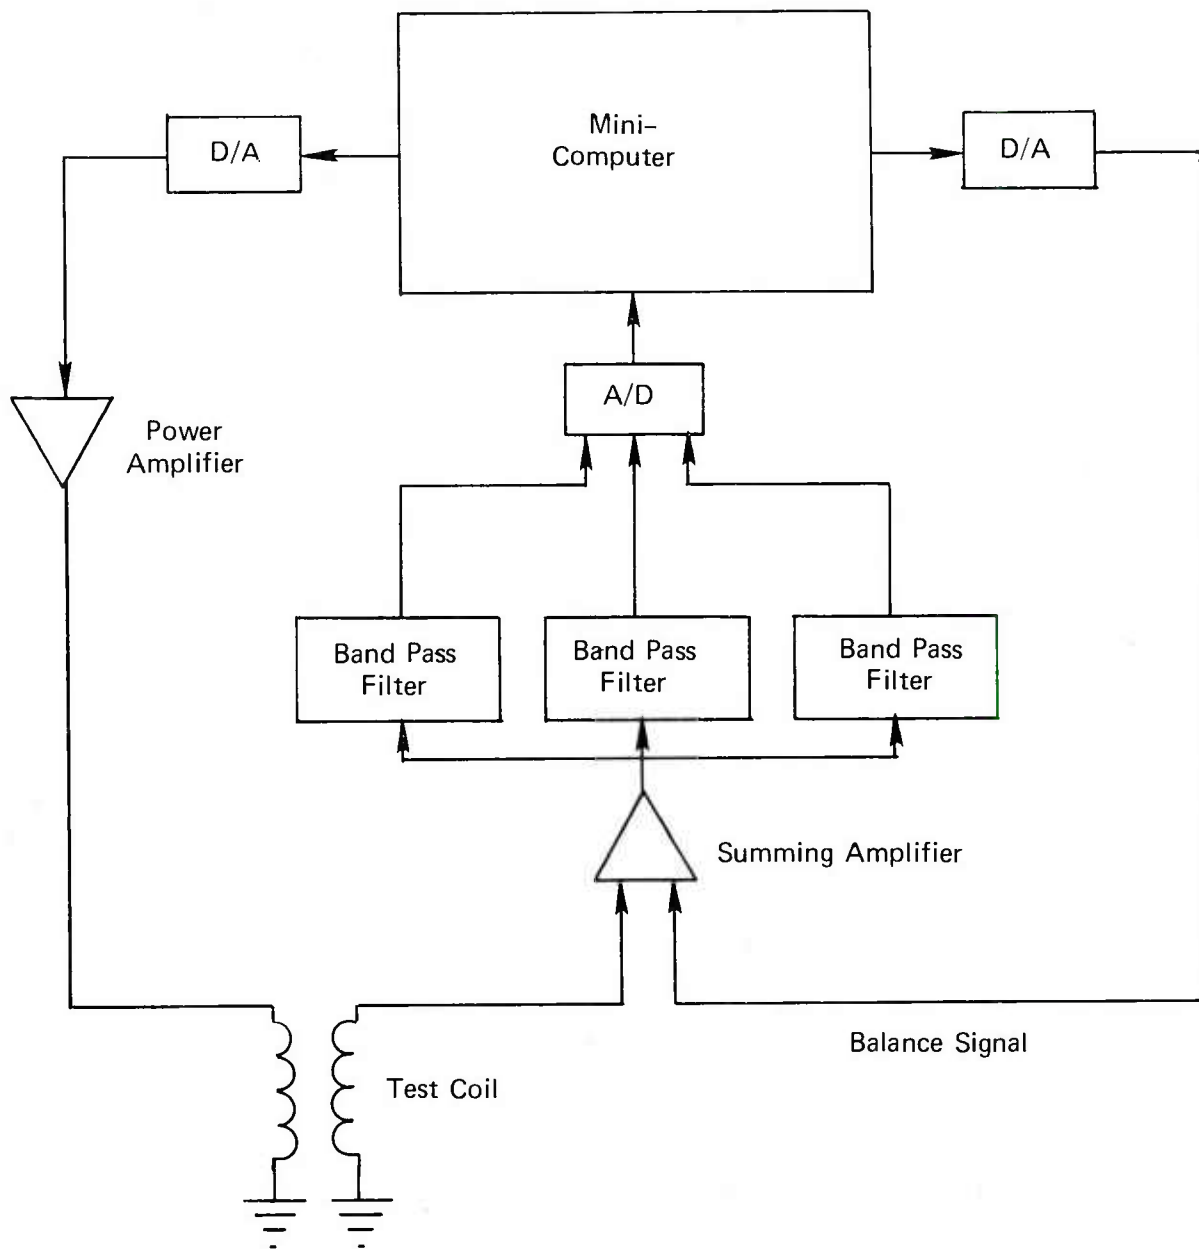 Mini-
Computer
D/A
D/A
A/D
Power
Amplifier
Band Pass
Filter
Band Pass
Filter
Band Pass
Filter
Summing Amplifier
Balance Signal
Test Coil